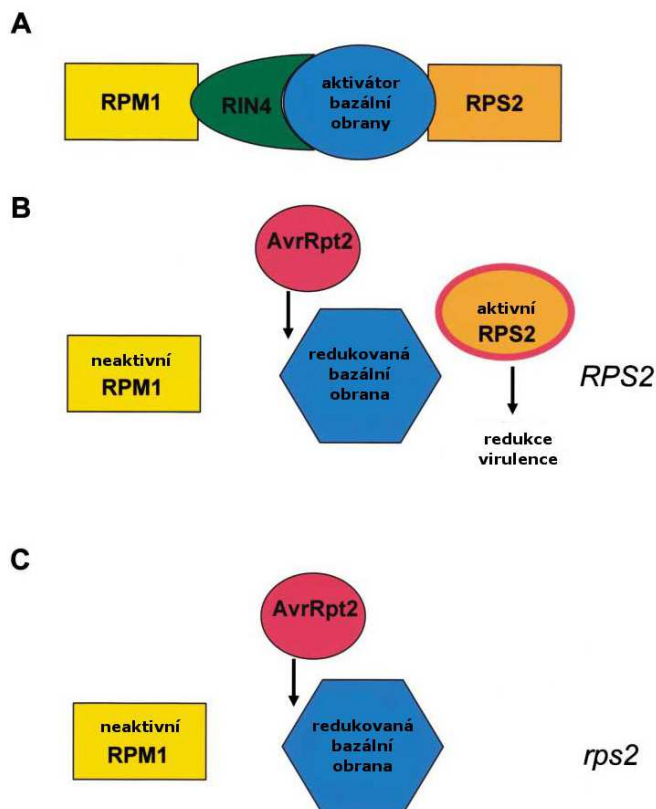 A
RPM1
RIN4
aktivátor
bazální
obrany
RPS2
B
AvrRpt2
neaktivní
RPM1
redukovaná
bazální
obrana
aktivní
RPS2
RPS2
redukce
virulence
C
AvrRpt2
neaktivní
RPM1
redukovaná
bazální
obrana
rps2